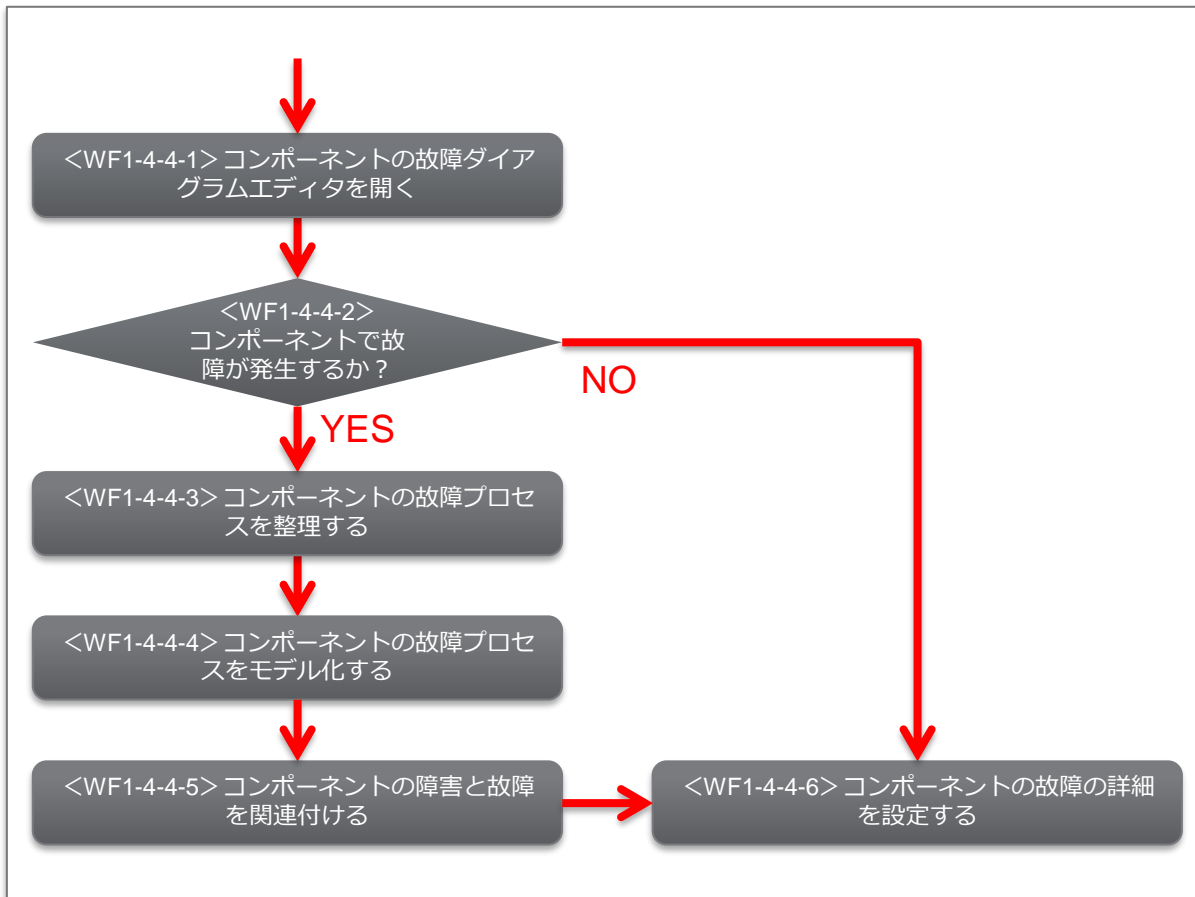 ＜WF1-4-4-1＞コンポーネントの故障ダイア
グラムエディタを開く
＜WF1-4-4-2＞
コンポーネントで故
障が発生するか？
NO
YES
＜WF1-4-4-3＞コンポーネントの故障プロセ
スを整理する
＜WF1-4-4-4＞コンポーネントの故障プロセ
スをモデル化する
＜WF1-4-4-5＞コンポーネントの障害と故障
を関連付ける
＜WF1-4-4-6＞コンポーネントの故障の詳細
を設定する